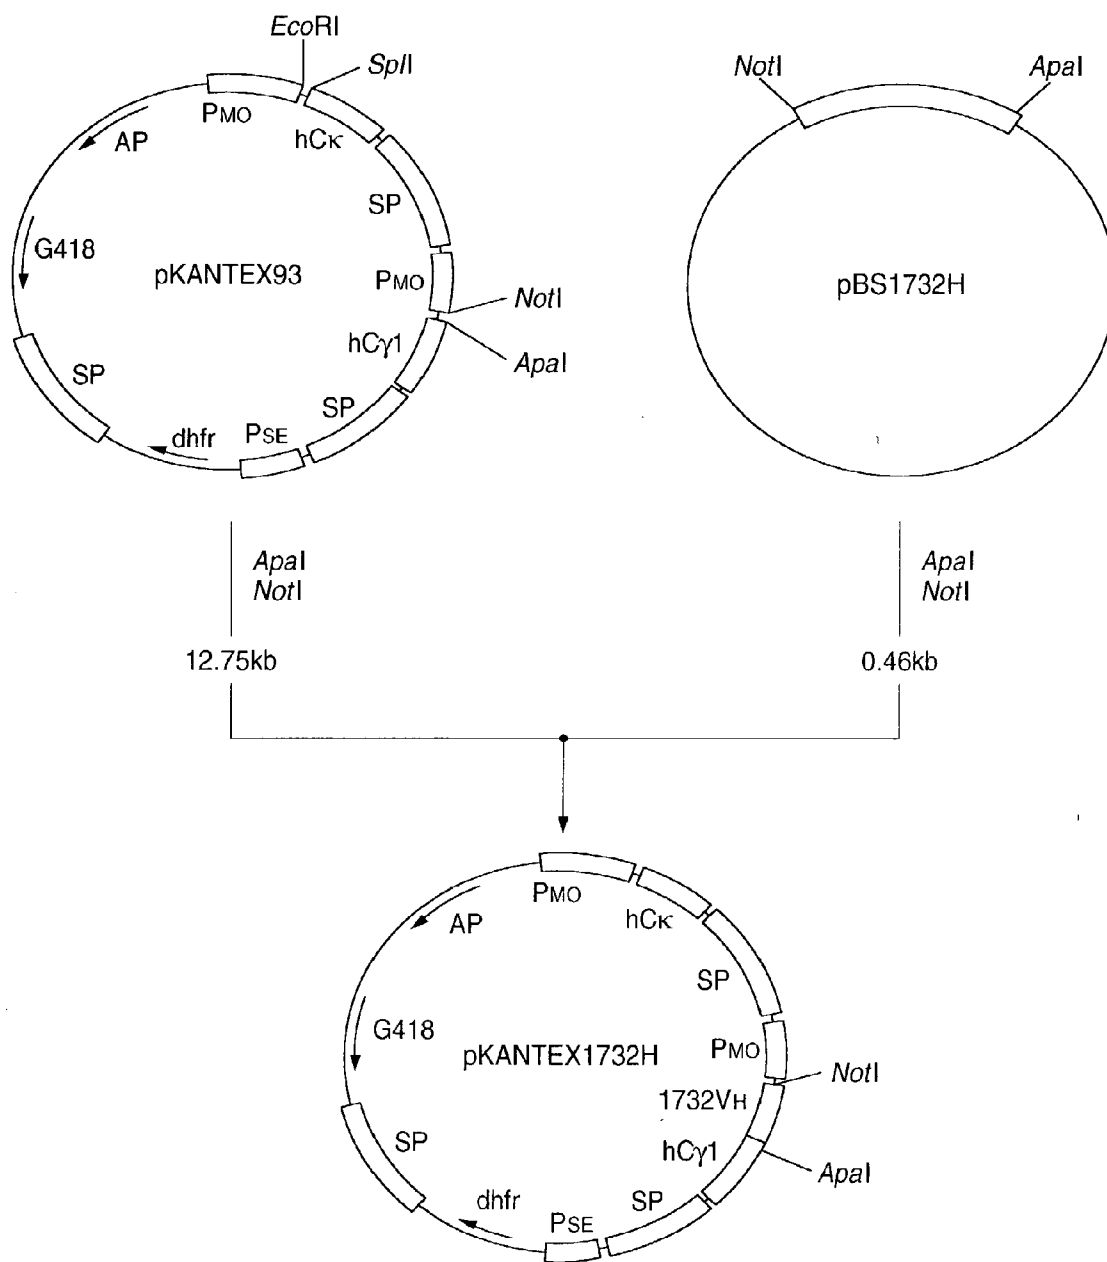 EcoRI
SplI
PMO
hCκ
AP
SP
G418
pKANTEX93
PMO
NotI
hCγ1
ApaI
SP
SP
dhfr
PSE
NotI
ApaI
pBS1732H
ApaI
NotI
12.75kb
ApaI
NotI
0.46kb
PMO
hCκ
AP
SP
G418
pKANTEX1732H
PMO
NotI
1732VH
hCγ1
ApaI
SP
SP
dhfr
PSE